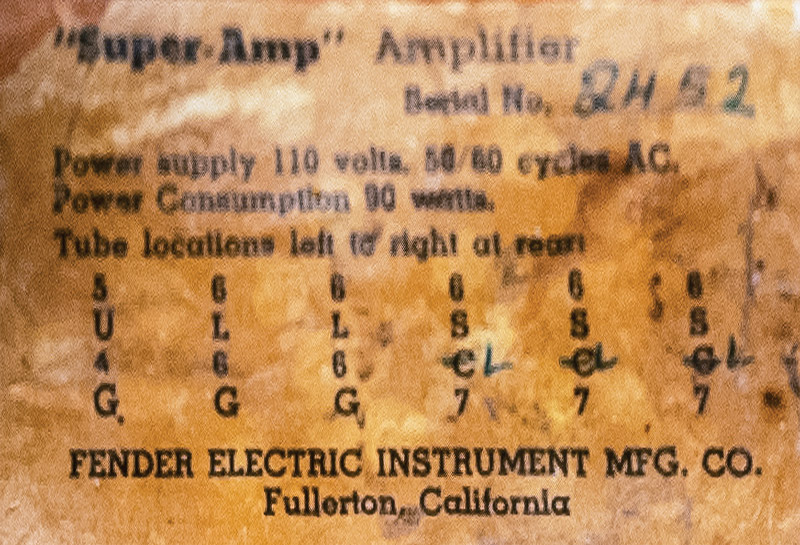 "Super-Amp" Amplifier
Serial No. 2452
Power supply 110 volts. 50/60 cycles AC.
Power Consumption 90 watts.
Tube locations left to right at rear:
5 6 6 6 6 6
U L L S S S
4 6 6 C L C L C L
G. G G 7 7 7
FENDER ELECTRIC INSTRUMENT MFG. CO.
Fullerton, California